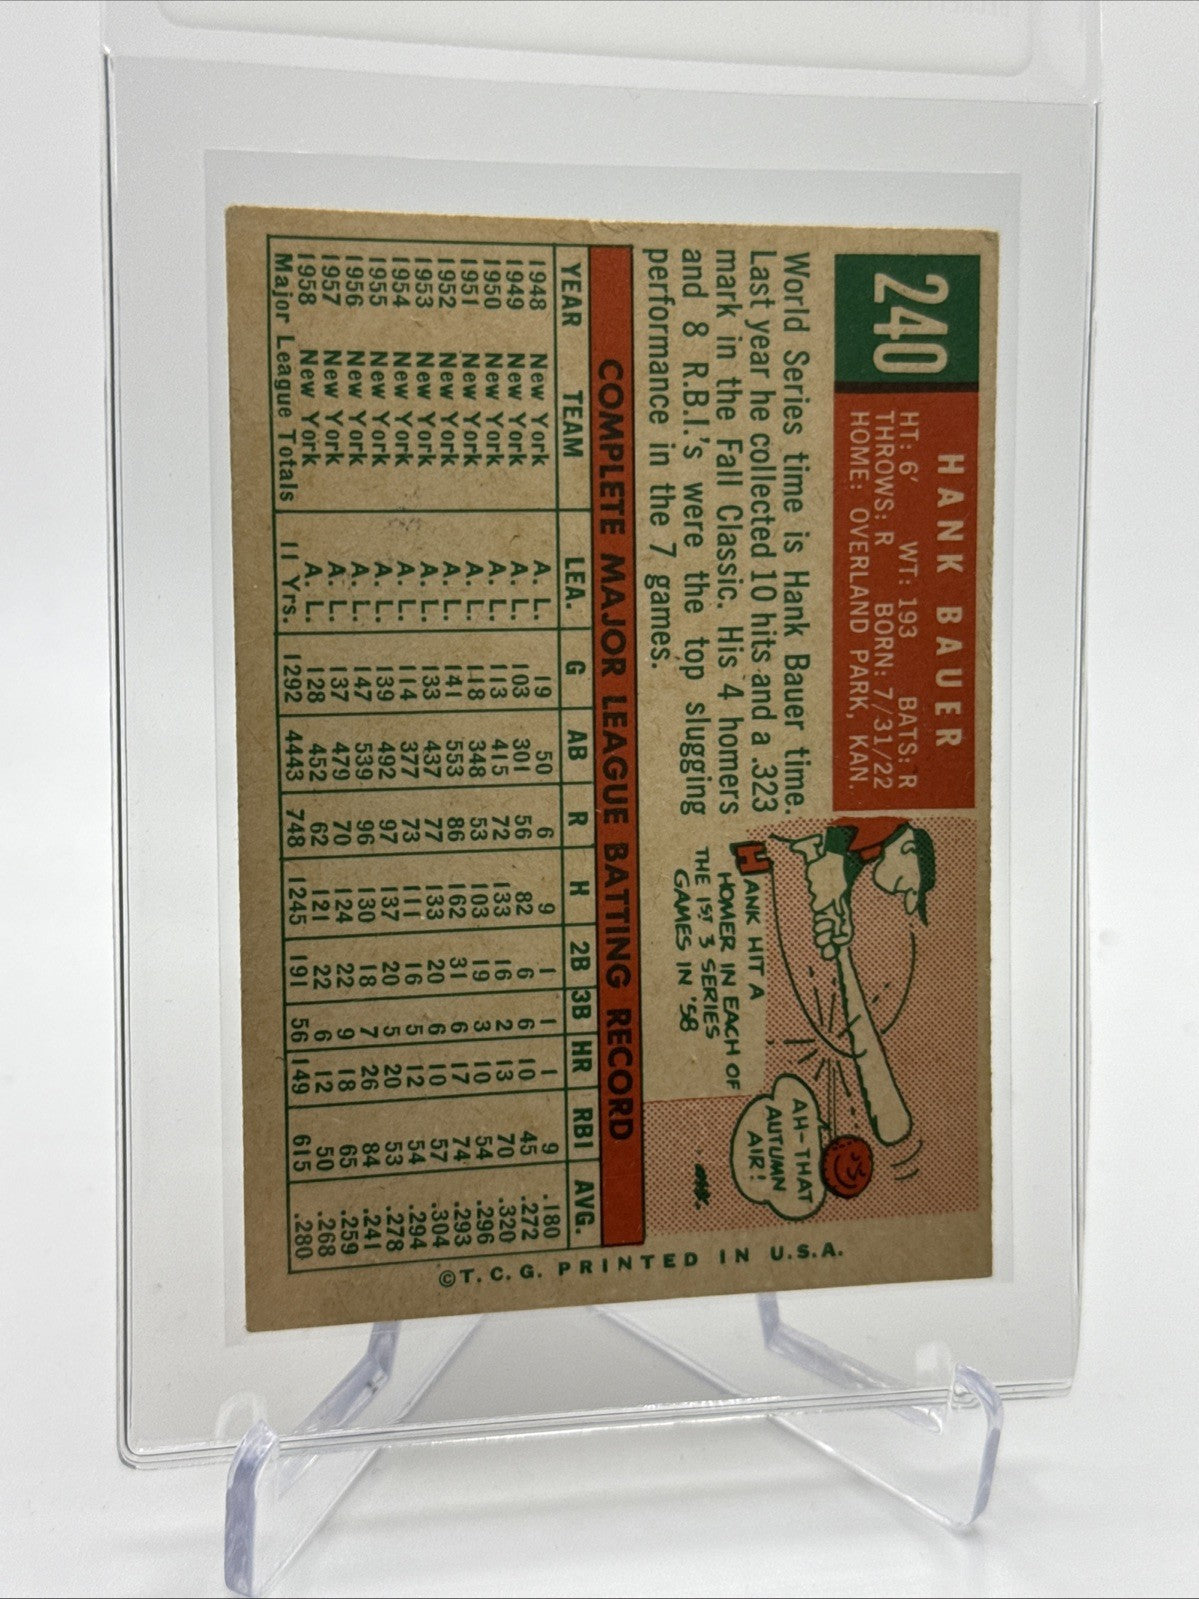 240
HANK BAUER
HT: 6' WT: 193 BATS: R
THROWS: R BORN: 7/31/22
HOME: OVERLAND PARK, KAN.
World Series time is Hank Bauer time.
Last year he collected 10 hits and a .323
mark in the Fall Classic. His 4 homers
and 8 R.B.I.'s were the top slugging
performance in the 7 games.
HANK HIT A
HOMER IN EACH OF
THE 1ST 3 SERIES
GAMES IN '58
AH-THAT
AUTUMN
AIR!
COMPLETE MAJOR LEAGUE BATTING RECORD
YEAR TEAM LEA. G AB R H 2B 3B HR RBI AVG.
1948 New York A. L. 19 50 6 9 1 1 1 9 .180
1949 New York A. L. 103 301 56 82 6 6 10 45 .272
1950 New York A. L. 113 415 72 133 16 2 13 70 .320
1951 New York A. L. 118 348 53 103 19 3 10 54 .296
1952 New York A. L. 141 553 86 162 31 6 17 74 .293
1953 New York A. L. 133 437 77 133 20 6 10 57 .304
1954 New York A. L. 114 377 73 111 16 5 12 54 .294
1955 New York A. L. 139 492 97 137 20 5 20 53 .278
1956 New York A. L. 147 539 96 130 18 7 26 84 .241
1957 New York A. L. 137 479 70 124 22 9 18 65 .259
1958 New York A. L. 128 452 62 121 22 6 12 50 .268
Major League Totals 11 Yrs. 1292 4443 748 1245 191 56 149 615 .280
©T. C. G. PRINTED IN U.S.A.